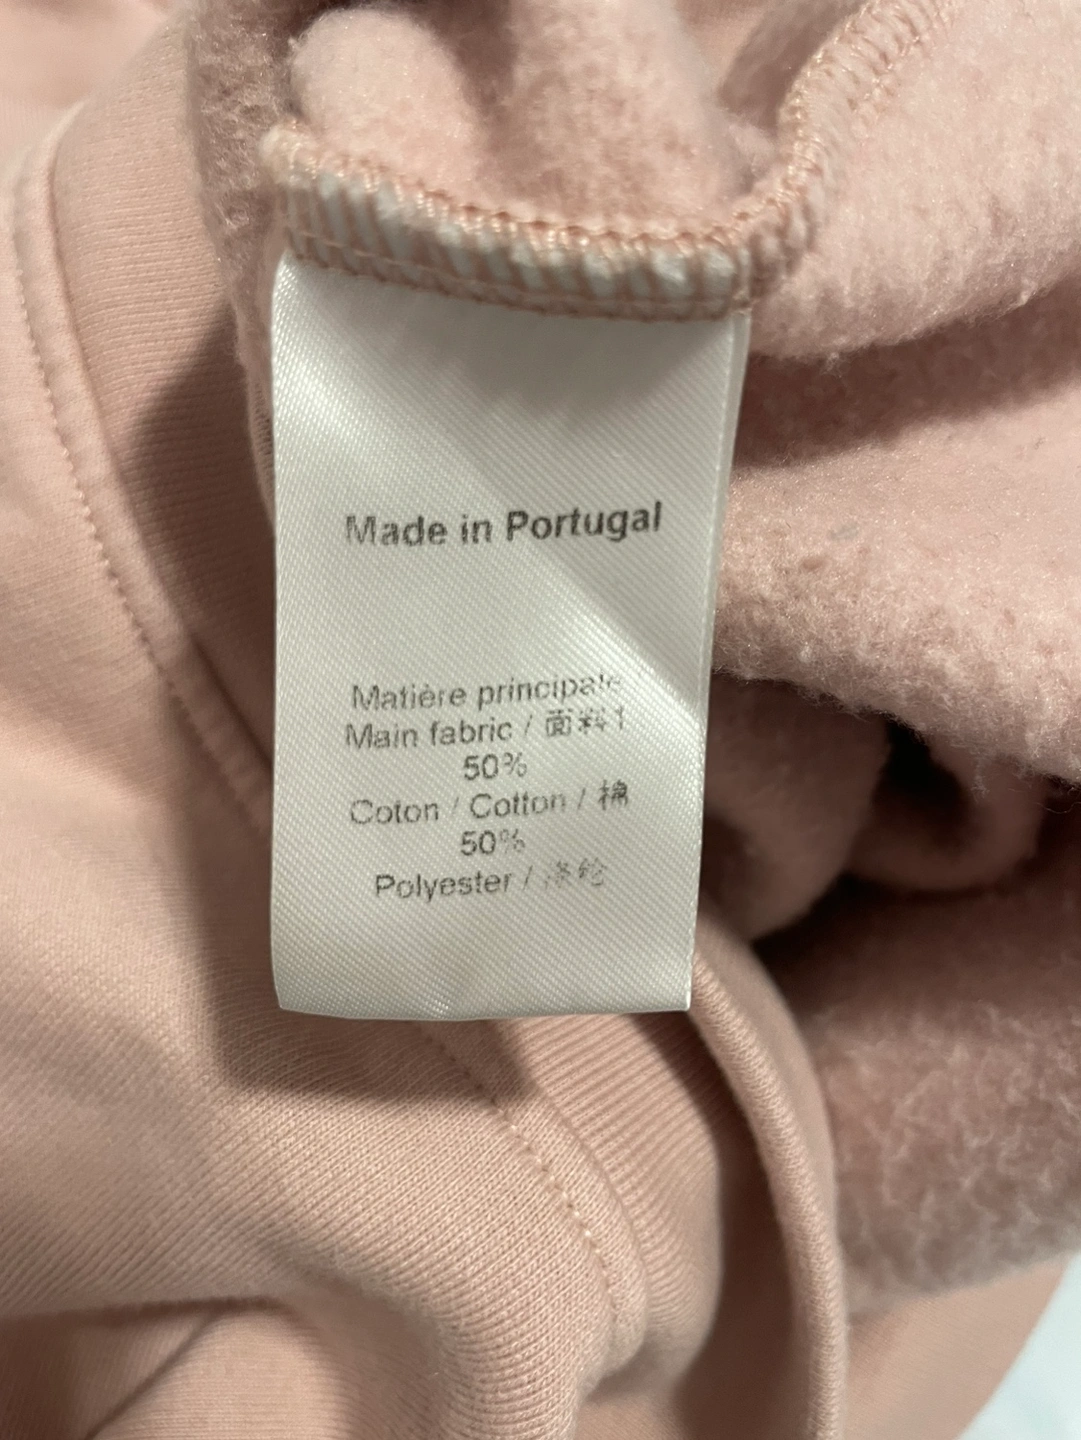 Made in Portugal
Matière principale
Main fabric / 面料1
50%
Coton / Cotton / 棉
50%
Polyester / 涤纶